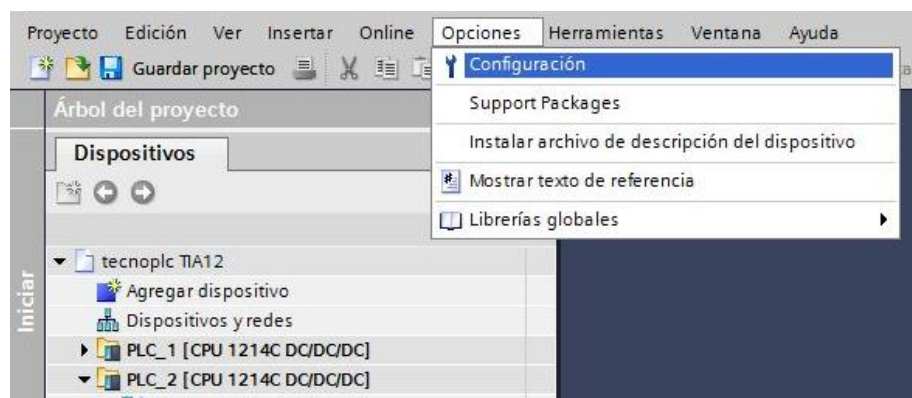 Proyecto Edición Ver Insertar Online Opciones Herramientas Ventana Ayuda
Guardar proyecto
Configuración
Support Packages
Instalar archivo de descripción del dispositivo
Mostrar texto de referencia
Librerías globales
Árbol del proyecto
Dispositivos
tecnoplc TIA12
Agregar dispositivo
Dispositivos y redes
PLC_1 [CPU 1214C DC/DC/DC]
PLC_2 [CPU 1214C DC/DC/DC]
Iniciar